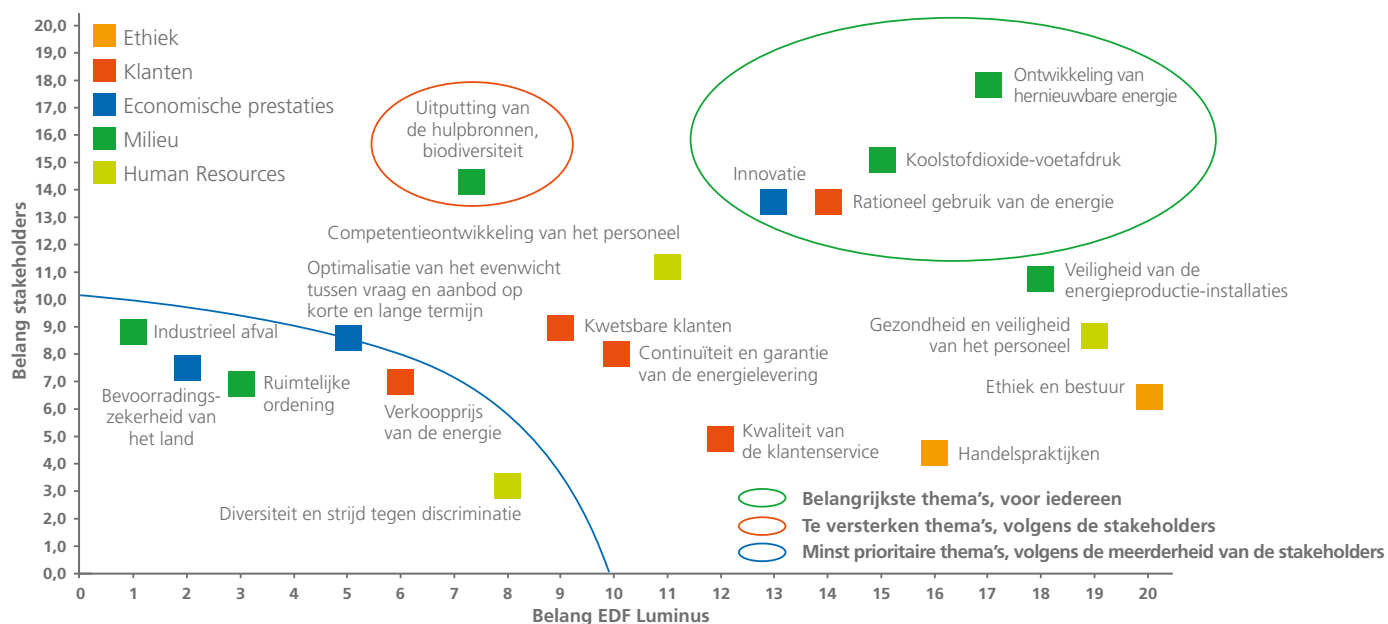 Belang stakeholders
20,0
19,0
18,0
17,0
16,0
15,0
14,0
13,0
12,0
11,0
10,0
9,0
8,0
7,0
6,0
5,0
4,0
3,0
2,0
1,0
0,0
Ethiek
Klanten
Economische prestaties
Milieu
Human Resources
Uitputting van
de hulpbronnen,
biodiversiteit
Ontwikkeling van
hernieuwbare energie
Koolstofdioxide-voetafdruk
Innovatie
Rationeel gebruik van de energie
Competentieontwikkeling van het personeel
Optimalisatie van het evenwicht
tussen vraag en aanbod op
korte en lange termijn
Veiligheid van de
energieproductie-installaties
Industrieel afval
Kwetsbare klanten
Gezondheid en veiligheid
van het personeel
Continuïteit en garantie
van de energielevering
Bevoorradings-
zekerheid van
het land
Ruimtelijke
ordening
Verkoopprijs
van de energie
Ethiek en bestuur
Kwaliteit van
de klantenservice
Handelspraktijken
Diversiteit en strijd tegen discriminatie
Belangrijkste thema's, voor iedereen
Te versterken thema's, volgens de stakeholders
Minst prioritaire thema's, volgens de meerderheid van de stakeholders
0 1 2 3 4 5 6 7 8 9 10 11 12 13 14 15 16 17 18 19 20
Belang EDF Luminus